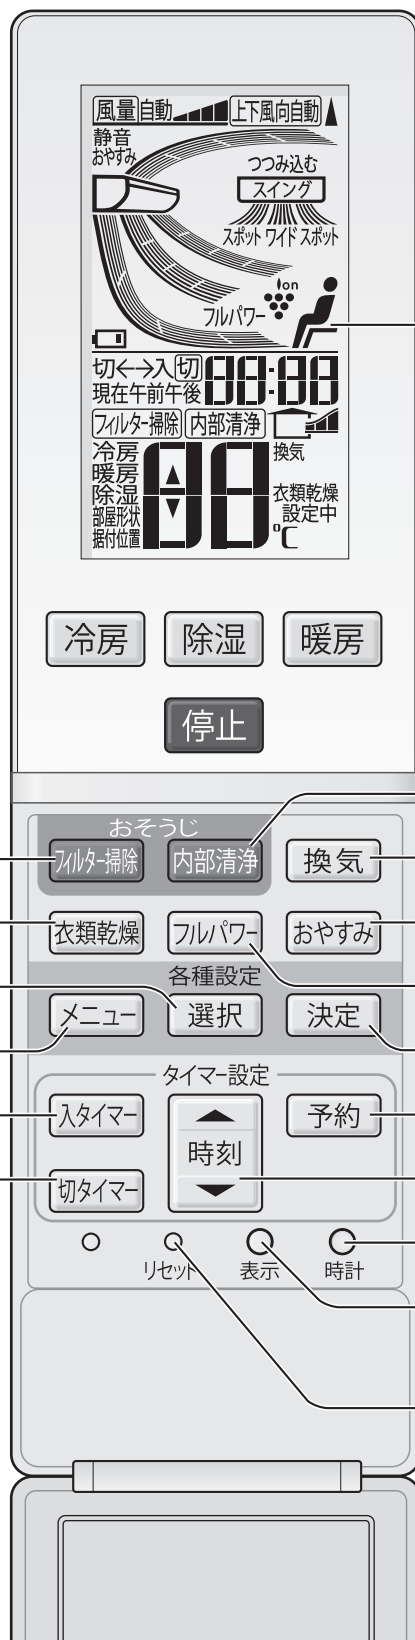 風量 自動 上下風向自動
静音
おやすみ
つつみ込む
スイング
スポット ワイド スポット
ion
フルパワー
切←→入 切 88:88
現在午前午後
フィルター掃除 内部清浄
冷房
暖房
除湿
部屋形状
据付位置
88
換気
衣類乾燥
設定中
℃
冷房 除湿 暖房
停止
おそうじ
フィルター掃除 内部清浄 換気
衣類乾燥 フルパワー おやすみ
各種設定
メニュー 選択 決定
タイマー設定
入タイマー 時刻 予約
切タイマー
リセット 表示 時計